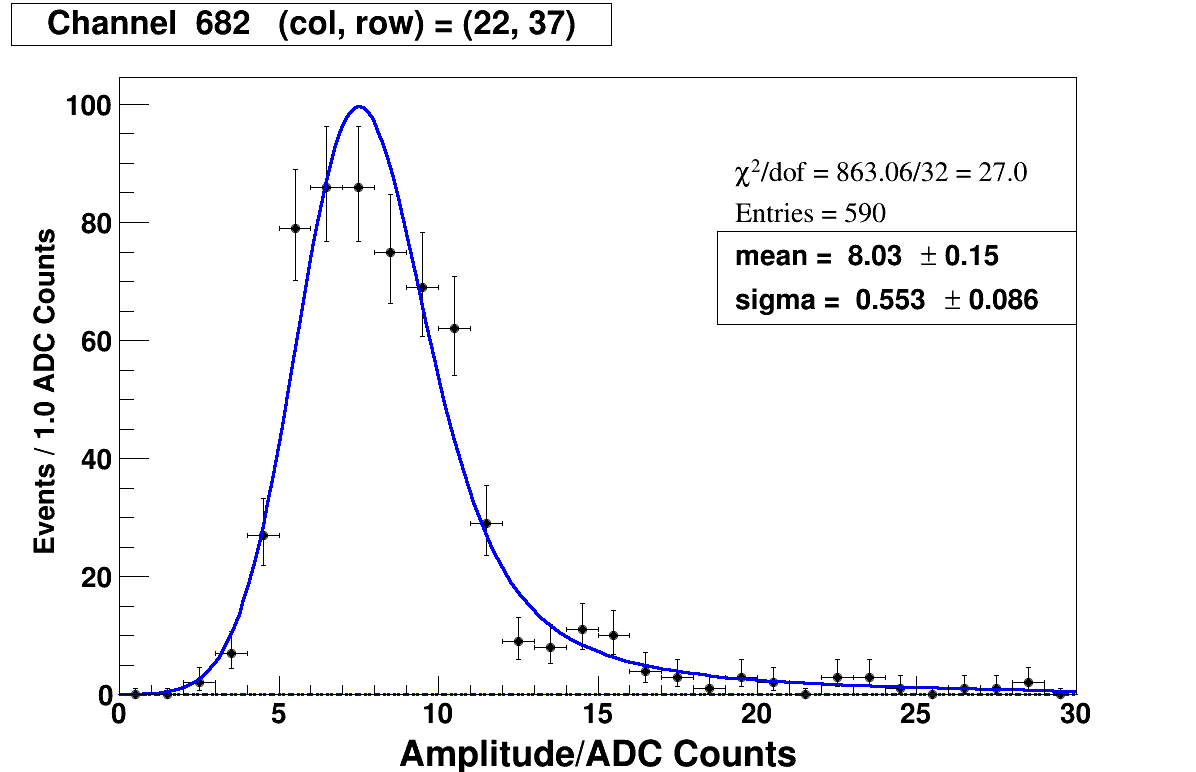 Channel 682 (col, row) = (22, 37)
χ²/dof = 863.06/32 = 27.0
Entries = 590
mean = 8.03 ± 0.15
sigma = 0.553 ± 0.086
Events / 1.0 ADC Counts
100
80
60
40
20
0
0 5 10 15 20 25 30
Amplitude/ADC Counts